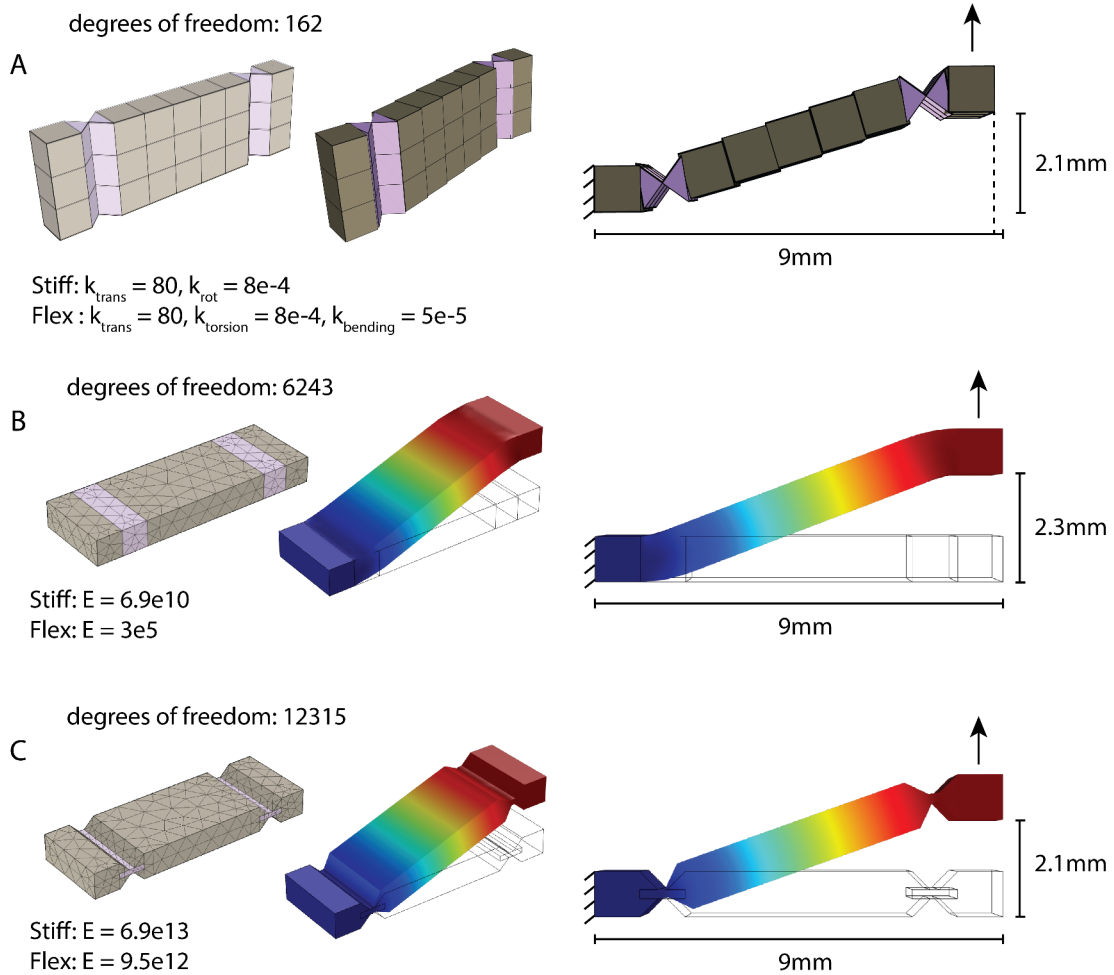 degrees of freedom: 162
A
2.1mm
9mm
Stiff: k_trans = 80, k_rot = 8e-4
Flex : k_trans = 80, k_torsion = 8e-4, k_bending = 5e-5
degrees of freedom: 6243
B
2.3mm
Stiff: E = 6.9e10
Flex: E = 3e5
9mm
degrees of freedom: 12315
C
2.1mm
Stiff: E = 6.9e13
Flex: E = 9.5e12
9mm